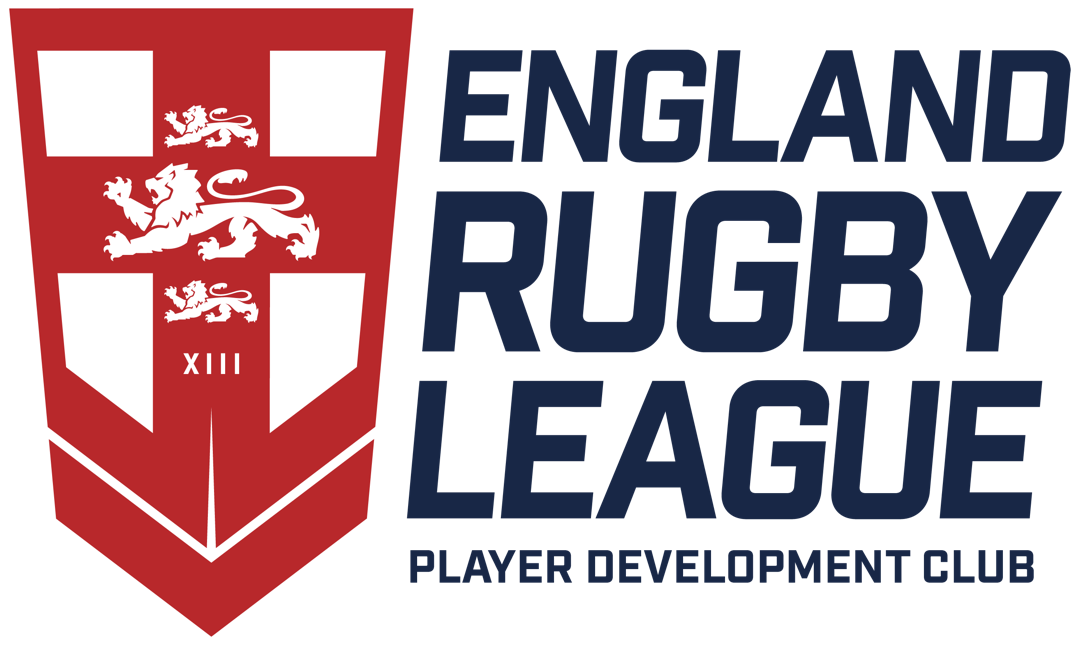 XIII
ENGLAND
RUGBY
LEAGUE
PLAYER DEVELOPMENT CLUB